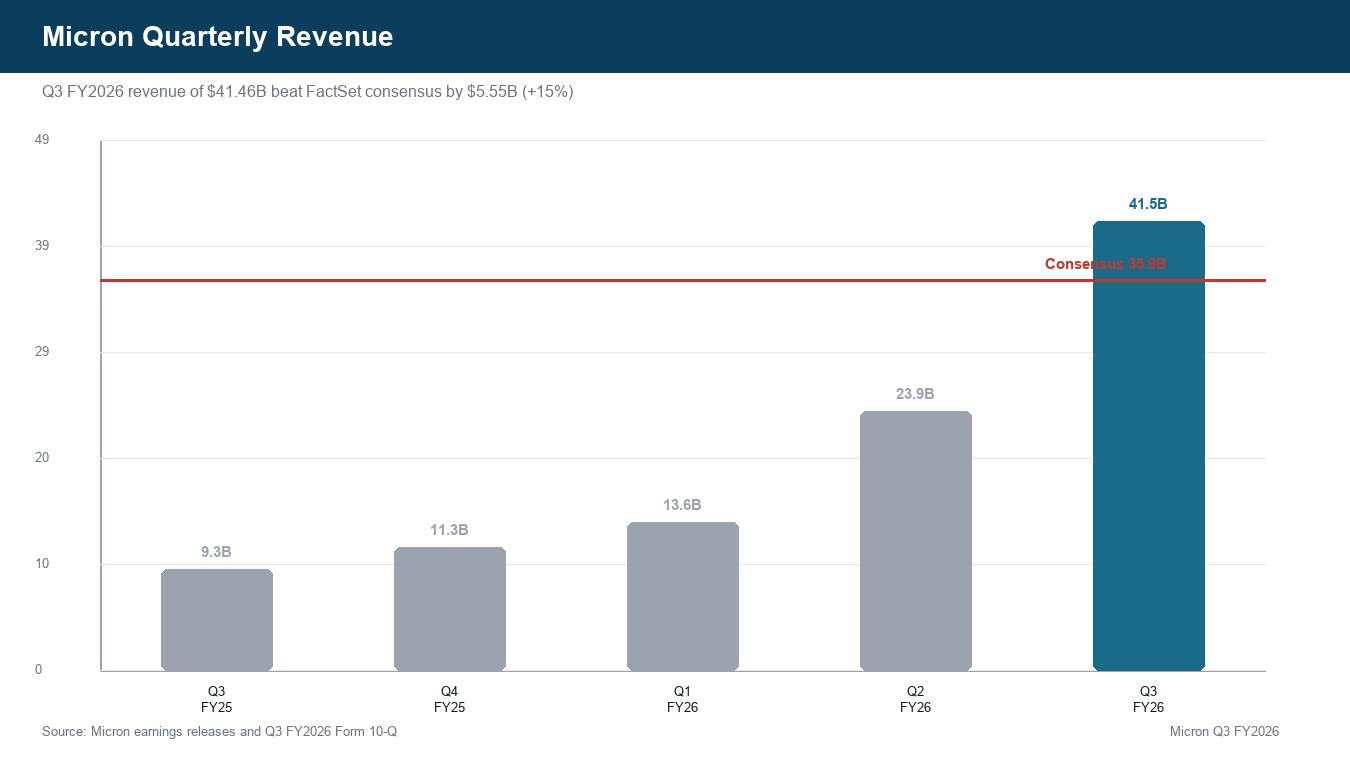 Micron Quarterly Revenue
Q3 FY2026 revenue of $41.46B beat FactSet consensus by $5.55B (+15%)
49
41.5B
39
Consensus 35.9B
29
23.9B
20
13.6B
11.3B
9.3B
10
0
Q3 FY25
Q4 FY25
Q1 FY26
Q2 FY26
Q3 FY26
Source: Micron earnings releases and Q3 FY2026 Form 10-Q
Micron Q3 FY2026